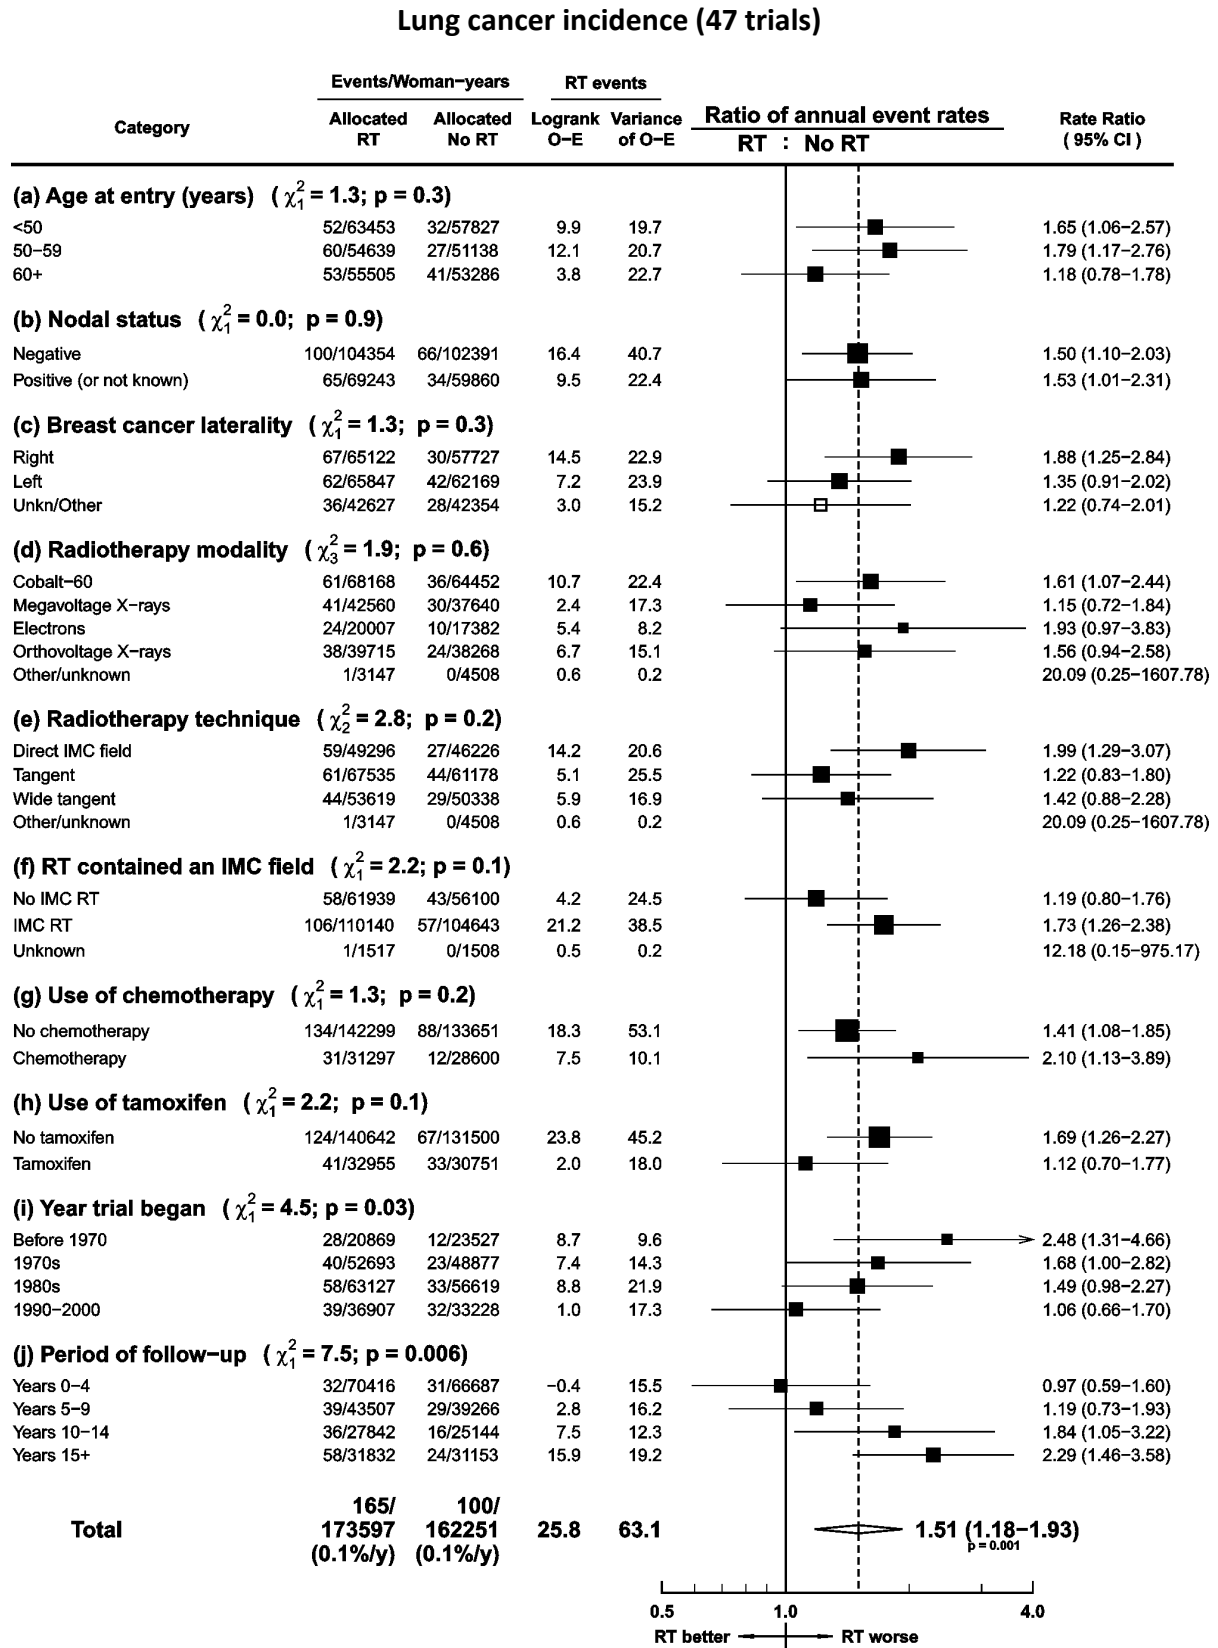 Lung cancer incidence (47 trials)
Events/Woman−years RT events
Category Allocated RT Allocated No RT Logrank O−E Variance of O−E Ratio of annual event rates RT : No RT Rate Ratio ( 95% CI )
(a) Age at entry (years) ( χ²₁ = 1.3; p = 0.3)
<50 52/63453 32/57827 9.9 19.7 1.65 (1.06−2.57)
50−59 60/54639 27/51138 12.1 20.7 1.79 (1.17−2.76)
60+ 53/55505 41/53286 3.8 22.7 1.18 (0.78−1.78)
(b) Nodal status ( χ²₁ = 0.0; p = 0.9)
Negative 100/104354 66/102391 16.4 40.7 1.50 (1.10−2.03)
Positive (or not known) 65/69243 34/59860 9.5 22.4 1.53 (1.01−2.31)
(c) Breast cancer laterality ( χ²₁ = 1.3; p = 0.3)
Right 67/65122 30/57727 14.5 22.9 1.88 (1.25−2.84)
Left 62/65847 42/62169 7.2 23.9 1.35 (0.91−2.02)
Unkn/Other 36/42627 28/42354 3.0 15.2 1.22 (0.74−2.01)
(d) Radiotherapy modality ( χ²₃ = 1.9; p = 0.6)
Cobalt−60 61/68168 36/64452 10.7 22.4 1.61 (1.07−2.44)
Megavoltage X−rays 41/42560 30/37640 2.4 17.3 1.15 (0.72−1.84)
Electrons 24/20007 10/17382 5.4 8.2 1.93 (0.97−3.83)
Orthovoltage X−rays 38/39715 24/38268 6.7 15.1 1.56 (0.94−2.58)
Other/unknown 1/3147 0/4508 0.6 0.2 20.09 (0.25−1607.78)
(e) Radiotherapy technique ( χ²₂ = 2.8; p = 0.2)
Direct IMC field 59/49296 27/46226 14.2 20.6 1.99 (1.29−3.07)
Tangent 61/67535 44/61178 5.1 25.5 1.22 (0.83−1.80)
Wide tangent 44/53619 29/50338 5.9 16.9 1.42 (0.88−2.28)
Other/unknown 1/3147 0/4508 0.6 0.2 20.09 (0.25−1607.78)
(f) RT contained an IMC field ( χ²₁ = 2.2; p = 0.1)
No IMC RT 58/61939 43/56100 4.2 24.5 1.19 (0.80−1.76)
IMC RT 106/110140 57/104643 21.2 38.5 1.73 (1.26−2.38)
Unknown 1/1517 0/1508 0.5 0.2 12.18 (0.15−975.17)
(g) Use of chemotherapy ( χ²₁ = 1.3; p = 0.2)
No chemotherapy 134/142299 88/133651 18.3 53.1 1.41 (1.08−1.85)
Chemotherapy 31/31297 12/28600 7.5 10.1 2.10 (1.13−3.89)
(h) Use of tamoxifen ( χ²₁ = 2.2; p = 0.1)
No tamoxifen 124/140642 67/131500 23.8 45.2 1.69 (1.26−2.27)
Tamoxifen 41/32955 33/30751 2.0 18.0 1.12 (0.70−1.77)
(i) Year trial began ( χ²₁ = 4.5; p = 0.03)
Before 1970 28/20869 12/23527 8.7 9.6 2.48 (1.31−4.66)
1970s 40/52693 23/48877 7.4 14.3 1.68 (1.00−2.82)
1980s 58/63127 33/56619 8.8 21.9 1.49 (0.98−2.27)
1990−2000 39/36907 32/33228 1.0 17.3 1.06 (0.66−1.70)
(j) Period of follow−up ( χ²₁ = 7.5; p = 0.006)
Years 0−4 32/70416 31/66687 −0.4 15.5 0.97 (0.59−1.60)
Years 5−9 39/43507 29/39266 2.8 16.2 1.19 (0.73−1.93)
Years 10−14 36/27842 16/25144 7.5 12.3 1.84 (1.05−3.22)
Years 15+ 58/31832 24/31153 15.9 19.2 2.29 (1.46−3.58)
165/ 100/
Total 173597 162251 25.8 63.1 1.51 (1.18−1.93)
(0.1%/y) (0.1%/y) p = 0.001
0.5 1.0 4.0
RT better RT worse